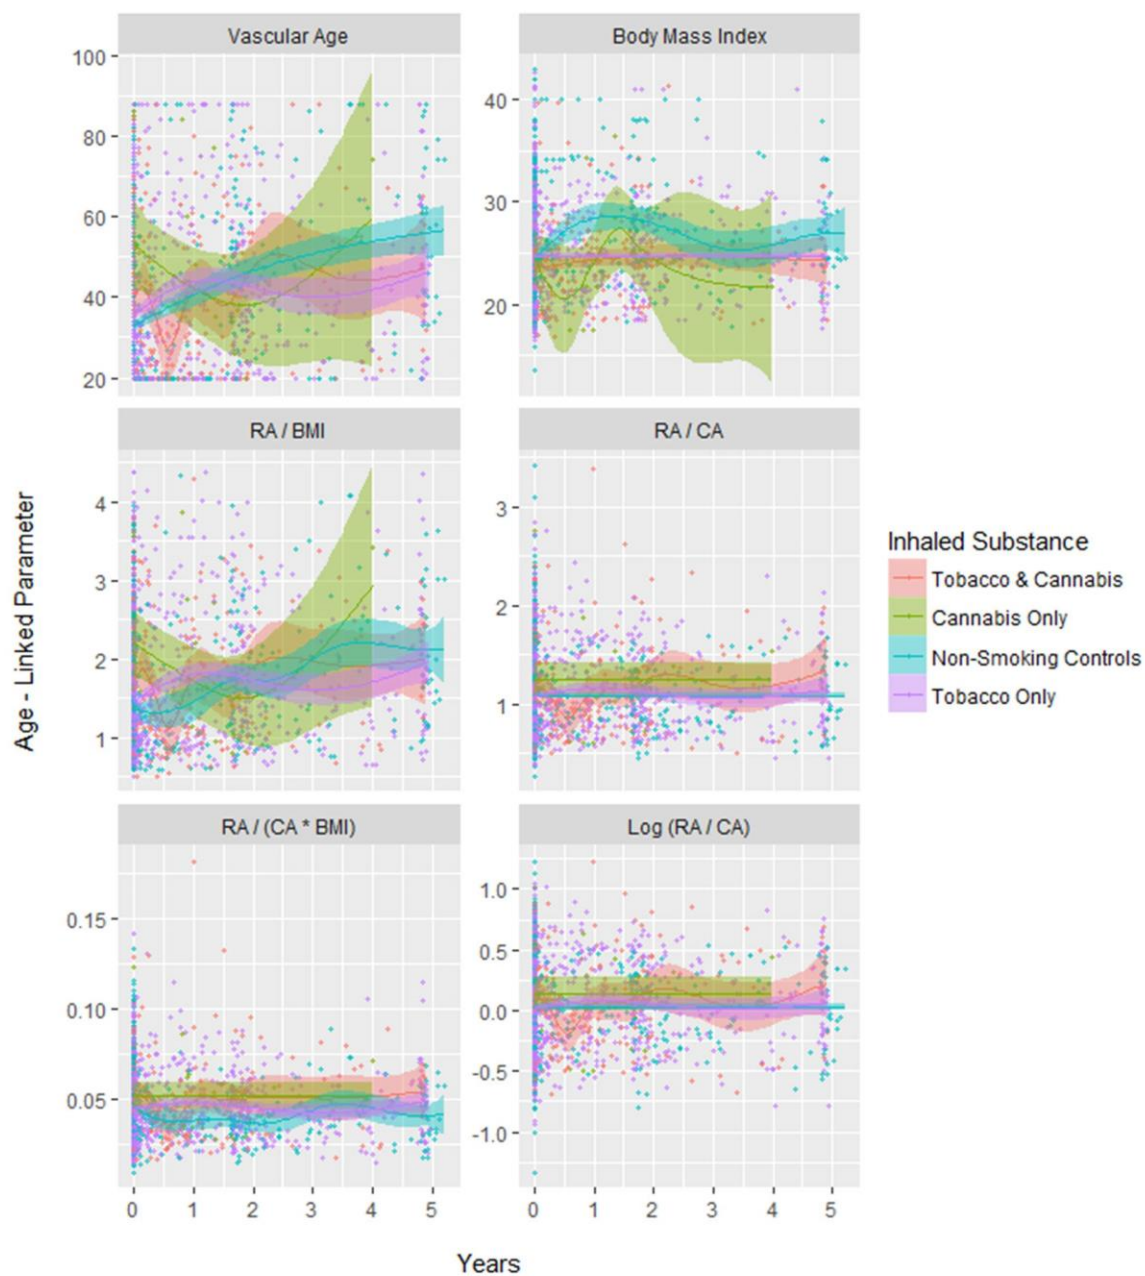 Vascular Age
Body Mass Index
100
80
60
40
20
40
30
20
RA / BMI
RA / CA
4
3
2
1
3
2
1
Age - Linked Parameter
Inhaled Substance
Tobacco & Cannabis
Cannabis Only
Non-Smoking Controls
Tobacco Only
RA / (CA * BMI)
Log (RA / CA)
0.15
0.10
0.05
1.0
0.5
0.0
-0.5
-1.0
0 1 2 3 4 5
0 1 2 3 4 5
Years